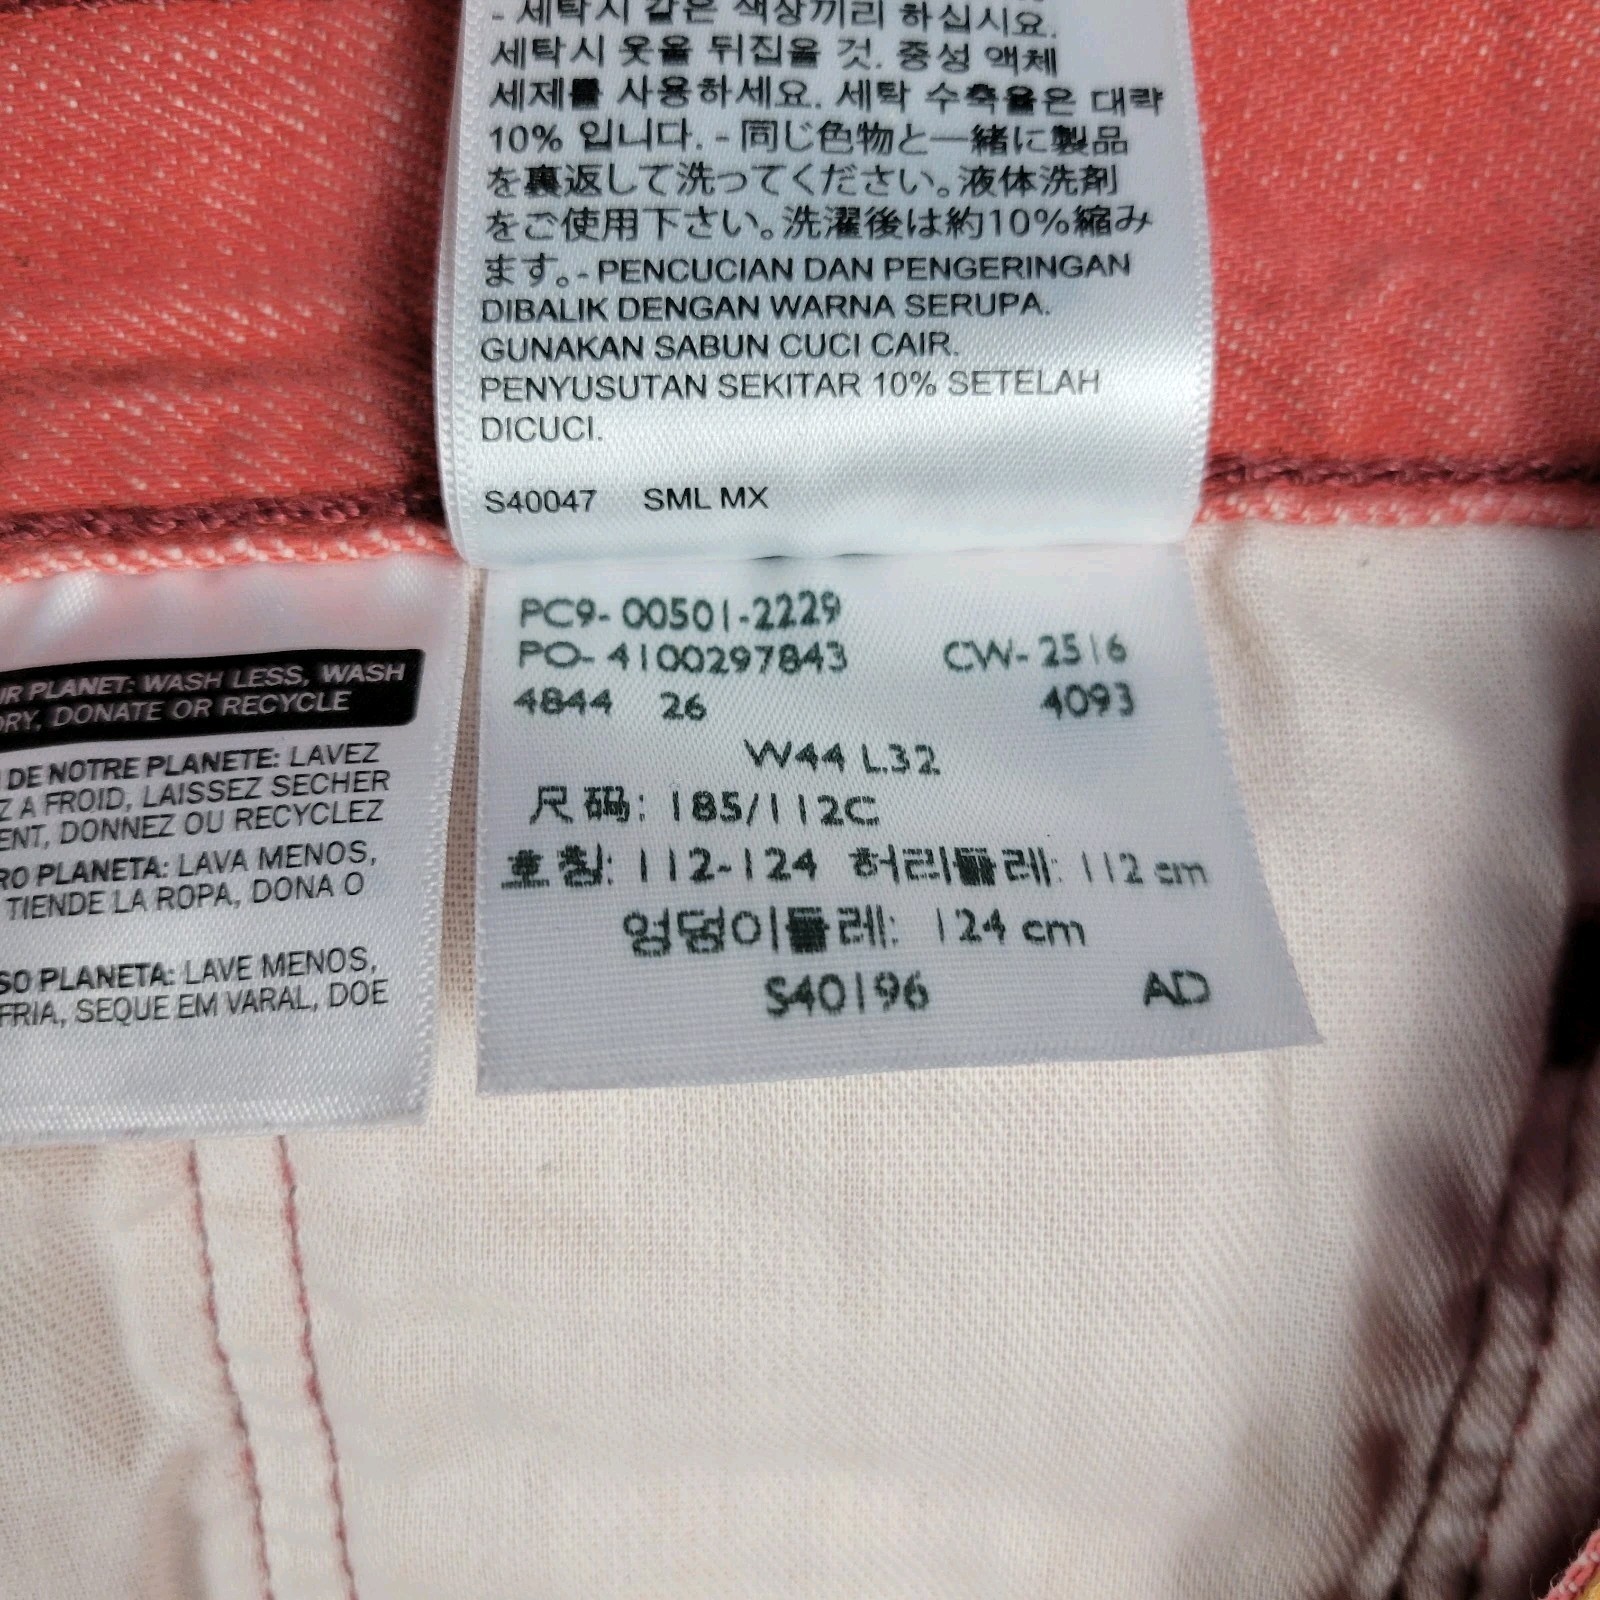 - 세탁시 같은 색상끼리 하십시요.
세탁시 옷을 뒤집을 것. 중성 액체
세제를 사용하세요. 세탁 수축율은 대략
10% 입니다. - 同じ色物と一緒に製品
を裏返して洗ってください。液体洗剤
をご使用下さい。洗濯後は約10%縮み
ます。- PENCUCIAN DAN PENGERINGAN
DIBALIK DENGAN WARNA SERUPA.
GUNAKAN SABUN CUCI CAIR.
PENYUSUTAN SEKITAR 10% SETELAH
DICUCI.
S40047 SML MX
PLANET: WASH LESS, WASH
DRY, DONATE OR RECYCLE
DE NOTRE PLANETE: LAVEZ
Z A FROID, LAISSEZ SECHER
ENT, DONNEZ OU RECYCLEZ
RO PLANETA: LAVA MENOS,
TIENDE LA ROPA, DONA O
SO PLANETA: LAVE MENOS,
FRIA, SEQUE EM VARAL, DOE
PC9- 00501-2229
PO- 4100297843 CW- 2516
4844 26 4093
W44 L32
尺码: 185/112C
호칭: 112-124 허리둘레: 112 cm
엉덩이둘레: 124 cm
S40196 AD